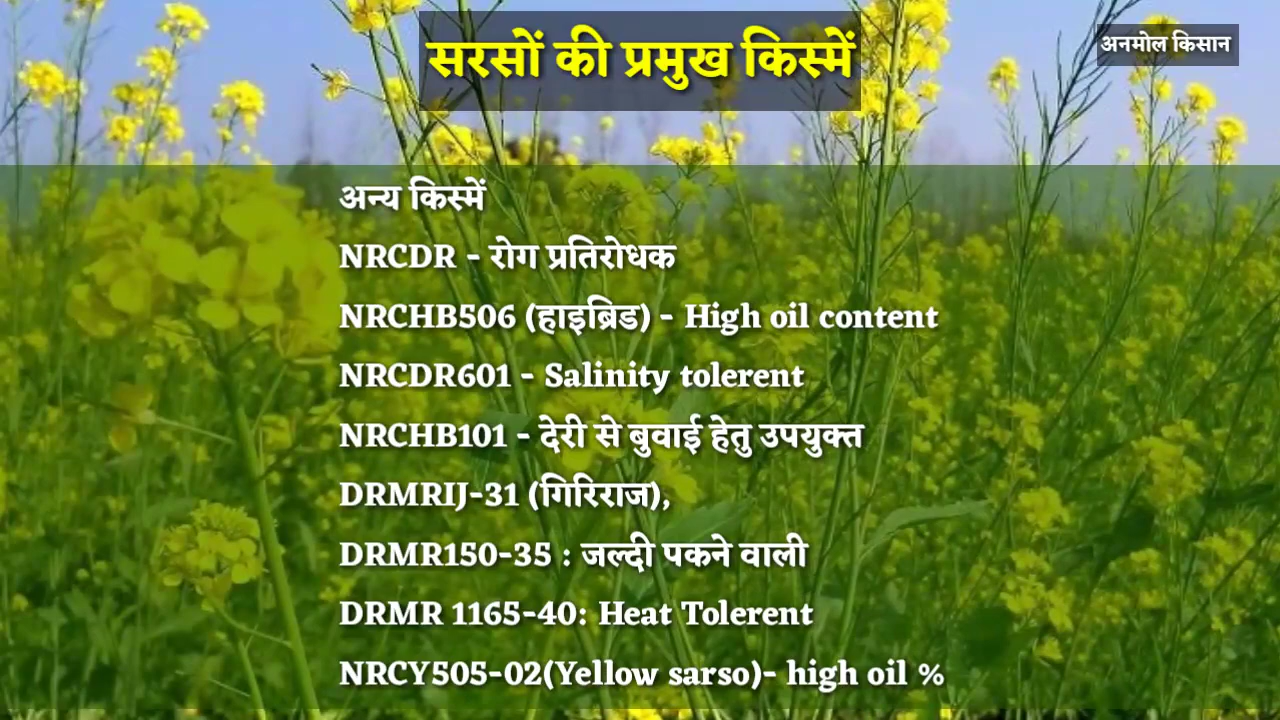 सरसों की प्रमुख किस्में
अनमोल किसान
अन्य किस्में
NRCDR - रोग प्रतिरोधक
NRCHB506 (हाइब्रिड) - High oil content
NRCDR601 - Salinity tolerent
NRCHB101 - देरी से बुवाई हेतु उपयुक्त
DRMRIJ-31 (गिरिराज),
DRMR150-35 : जल्दी पकने वाली
DRMR 1165-40: Heat Tolerent
NRCY505-02(Yellow sarso)- high oil %